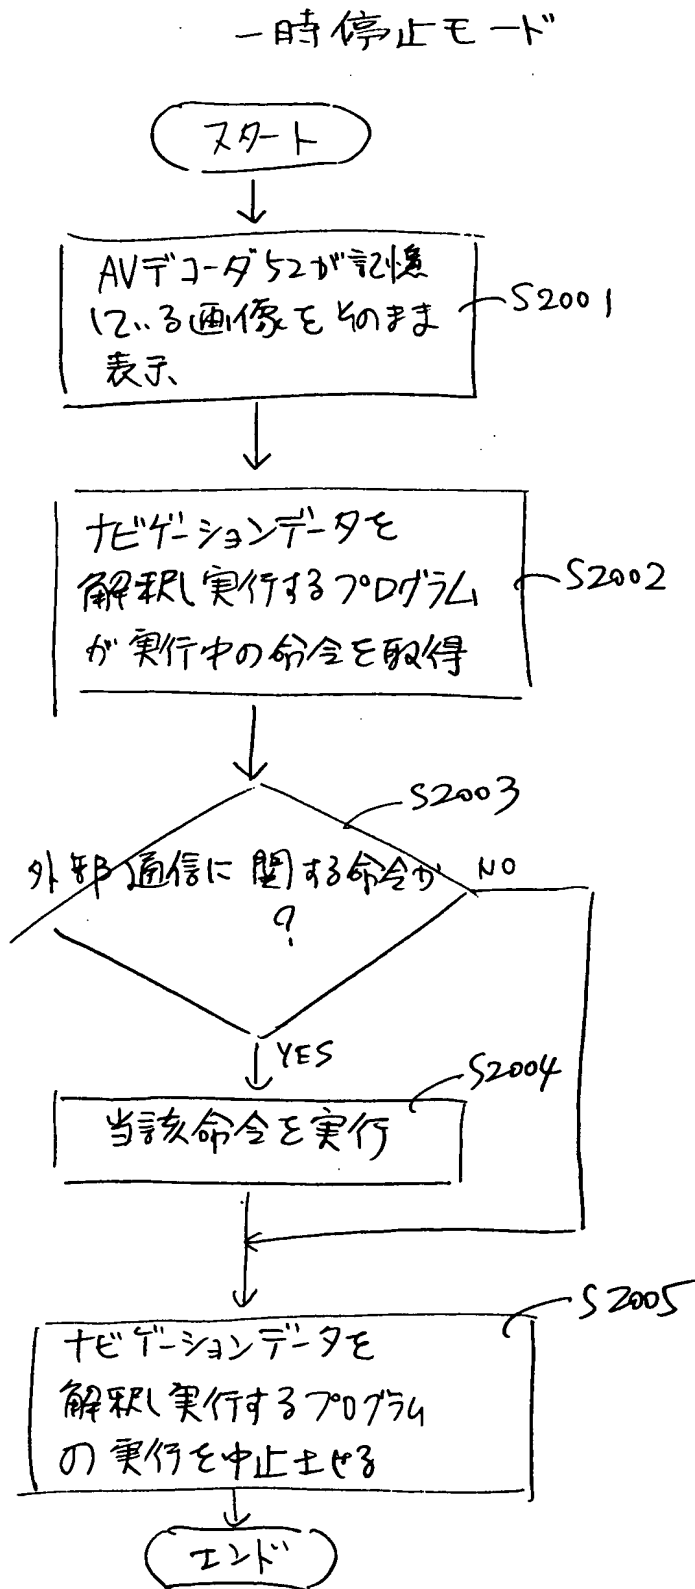 一時停止モード
スタート
AVデコーダ52が記憶
している画像をそのまま
表示
S2001
ナビゲーションデータを
解釈し実行するプログラム
が実行中の命令を取得
S2002
S2003
外部通信に関する命令か
?
NO
YES
S2004
当該命令を実行
S2005
ナビゲーションデータを
解釈し実行するプログラム
の実行を中止させる
エンド